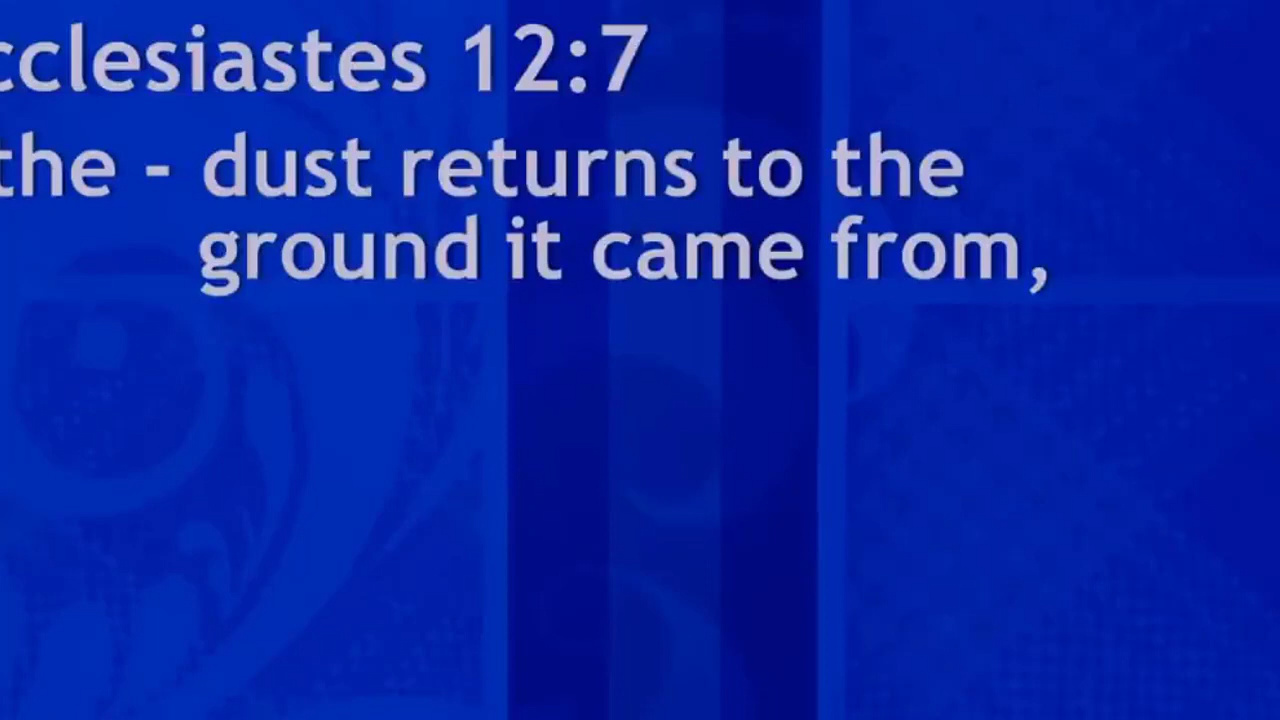 cclesiastes 12:7
the - dust returns to the
ground it came from,